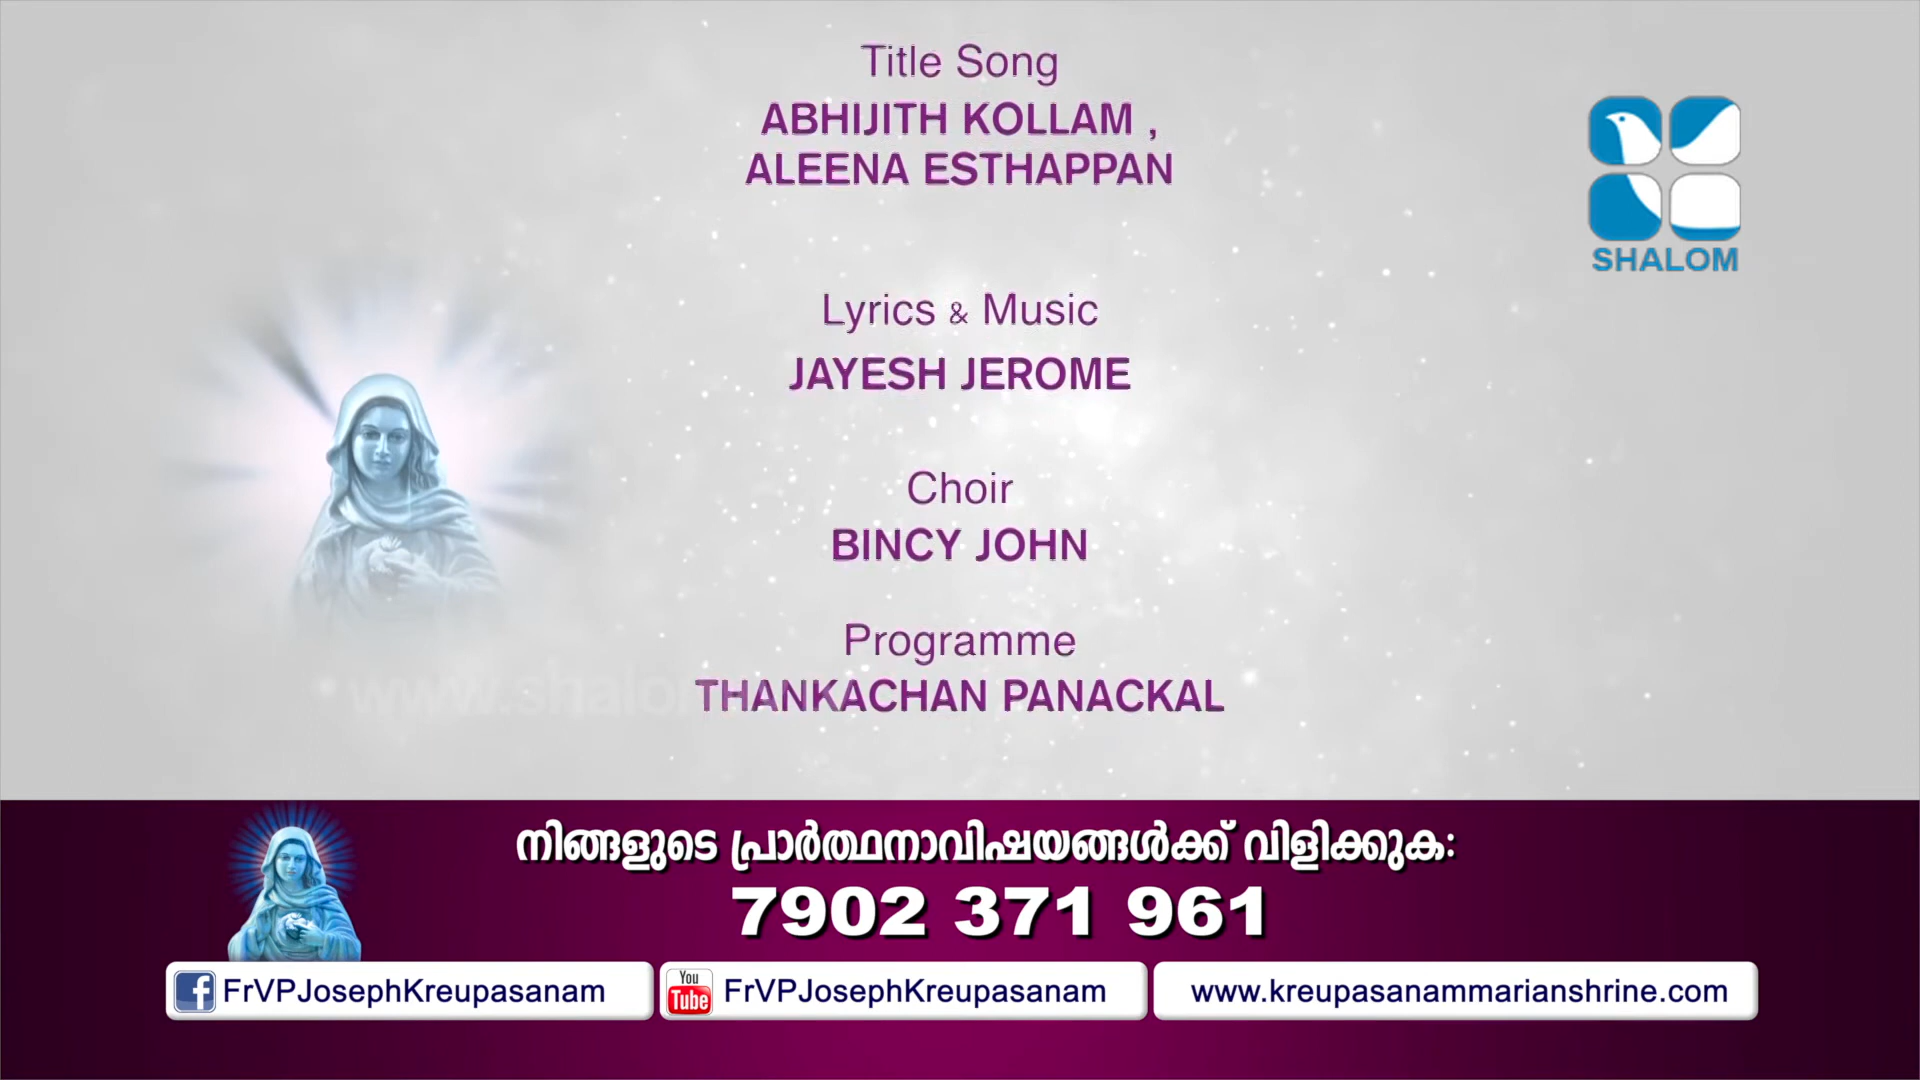 Title Song
ABHIJITH KOLLAM ,
ALEENA ESTHAPPAN
SHALOM
Lyrics & Music
JAYESH JEROME
Choir
BINCY JOHN
Programme
THANKACHAN PANACKAL
നിങ്ങളുടെ പ്രാർത്ഥനാവിഷയങ്ങൾക്ക് വിളിക്കുക:
7902 371 961
FrVPJosephKreupasanam
You Tube FrVPJosephKreupasanam
www.kreupasanammarianshrine.com